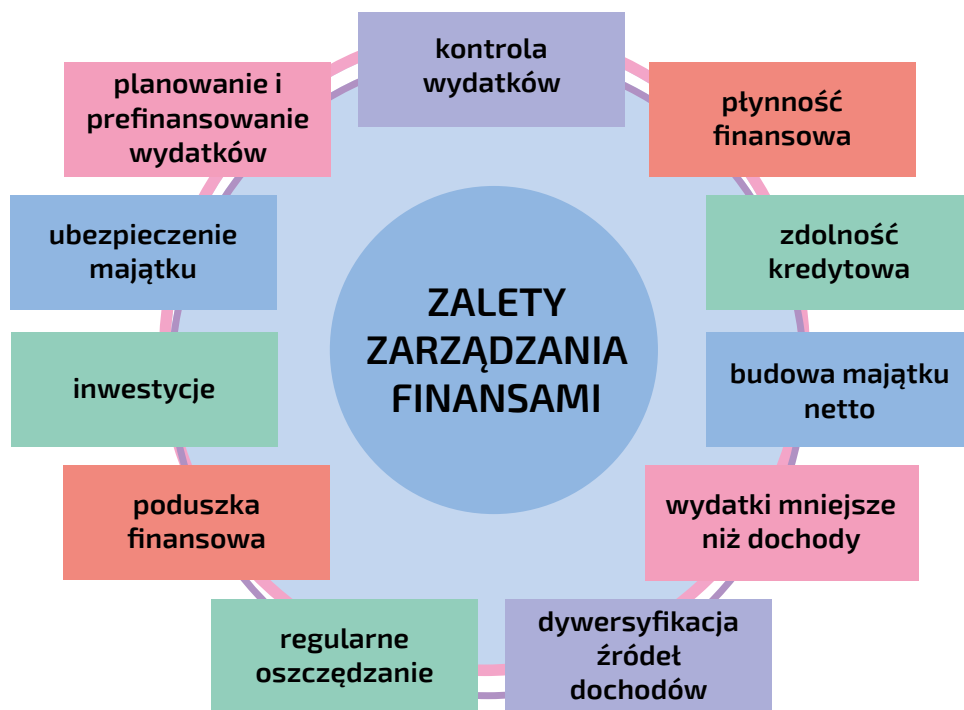 kontrola
wydatków
planowanie i
prefinansowanie
wydatków
płynność
finansowa
ubezpieczenie
majątku
zdolność
kredytowa
ZALETY
ZARZĄDZANIA
FINANSAMI
inwestycje
budowa majątku
netto
poduszka
finansowa
wydatki mniejsze
niż dochody
regularne
oszczędzanie
dywersyfikacja
źródeł
dochodów